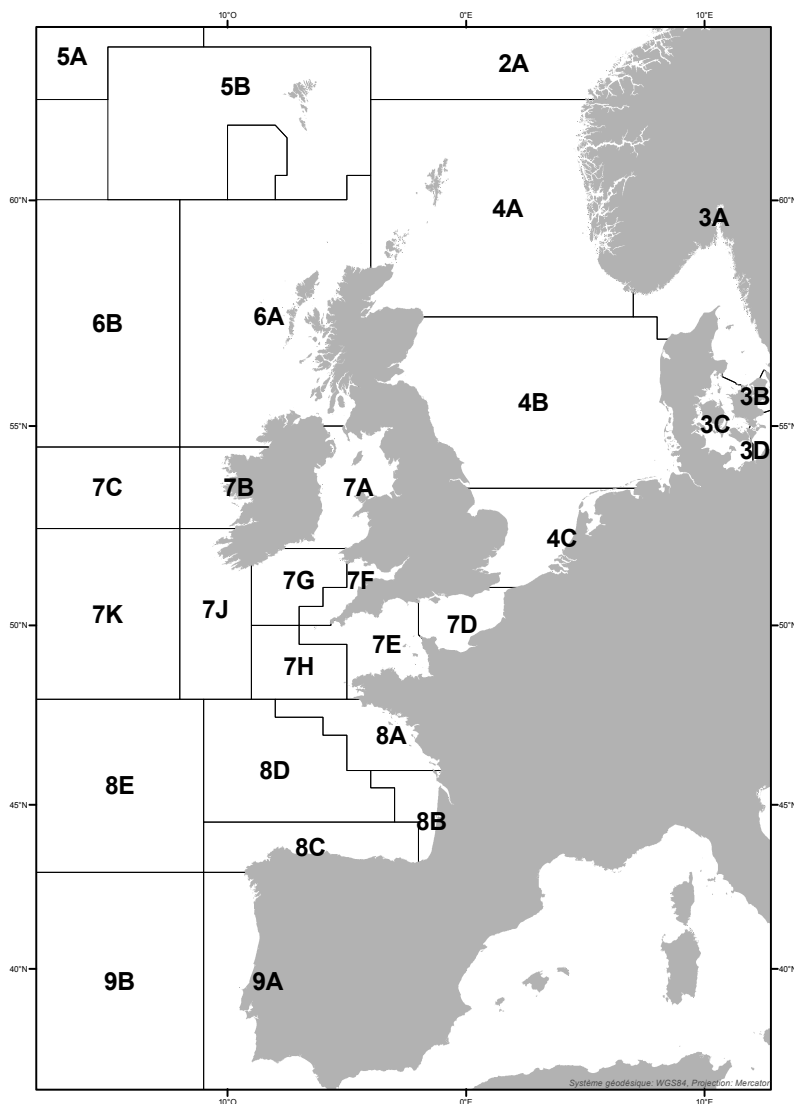 10°O 0°E 10°E
5A 2A
5B
60°N 4A 3A 60°N
6B 6A
4B 3B
55°N 3C 55°N
3D
7C 7B 7A
4C
7G 7F
7K 7J 7D
50°N 50°N
7E
7H
8A
8E 8D
45°N 8B 45°N
8C
40°N 9B 9A 40°N
Système géodésique: WGS84, Projection: Mercator
10°O 0°E 10°E